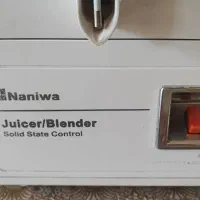 Naniwa
Juicer/Blender
Solid State Control